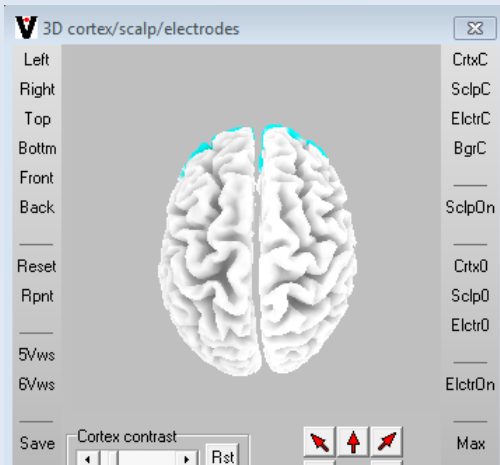 3D cortex/scalp/electrodes
Left
Right
Top
Bottm
Front
Back
Reset
Rpnt
5Vws
6Vws
Save
CrtxC
SclpC
ElctrC
BgrC
SclpOn
Crtx0
Sclp0
Elctr0
ElctrOn
Max
Cortex contrast
Rst